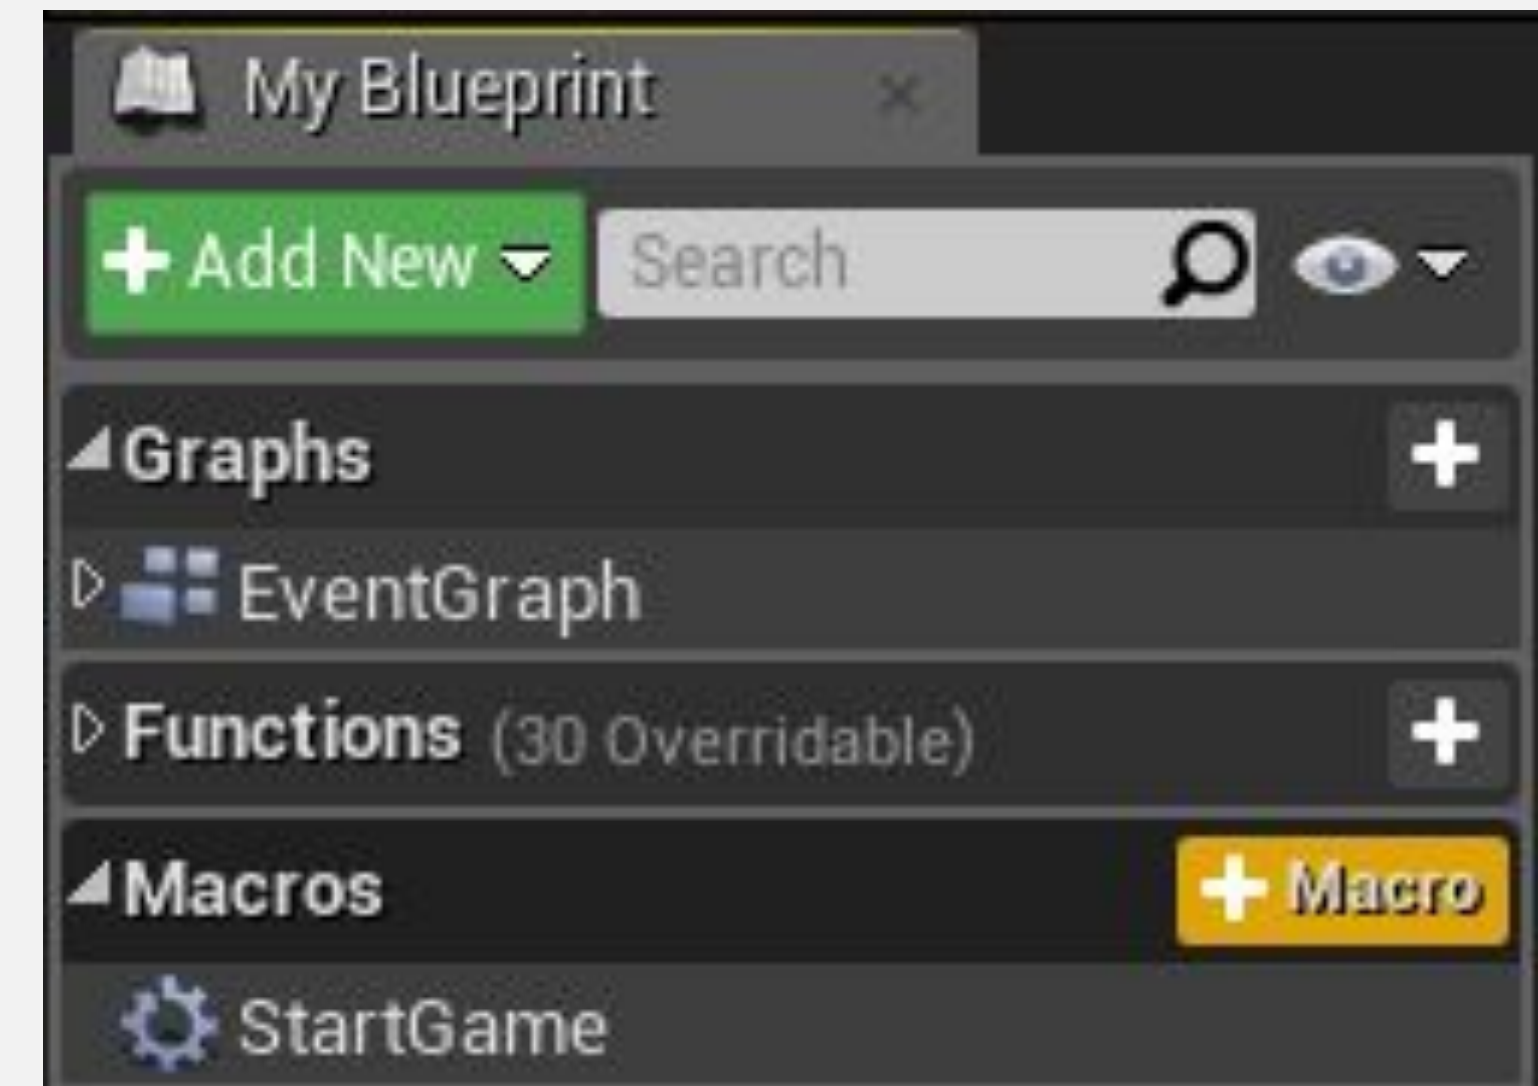 My Blueprint
Add New Search
Graphs
EventGraph
Functions (30 Overridable)
Macros + Macro
StartGame